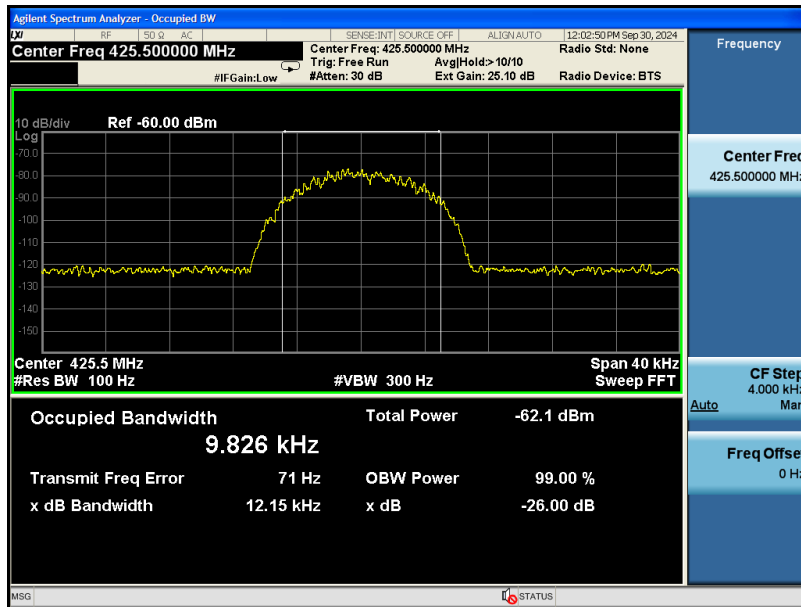 Agilent Spectrum Analyzer - Occupied BW
LXI RF 50 Ω AC SENSE:INT SOURCE OFF ALIGN AUTO 12:02:50 PM Sep 30, 2024
Center Freq 425.500000 MHz
Center Freq: 425.500000 MHz Radio Std: None
Trig: Free Run Avg|Hold:>10/10
#IFGain:Low #Atten: 30 dB Ext Gain: 25.10 dB Radio Device: BTS
10 dB/div Ref -60.00 dBm
Log
-70.0
-80.0
-90.0
-100
-110
-120
-130
-140
-150
Center 425.5 MHz Span 40 kHz
#Res BW 100 Hz #VBW 300 Hz Sweep FFT
Occupied Bandwidth Total Power -62.1 dBm
9.826 kHz
Transmit Freq Error 71 Hz OBW Power 99.00 %
x dB Bandwidth 12.15 kHz x dB -26.00 dB
MSG STATUS
Frequency
Center Freq
425.500000 MHz
CF Step
4.000 kHz
Auto Man
Freq Offset
0 Hz